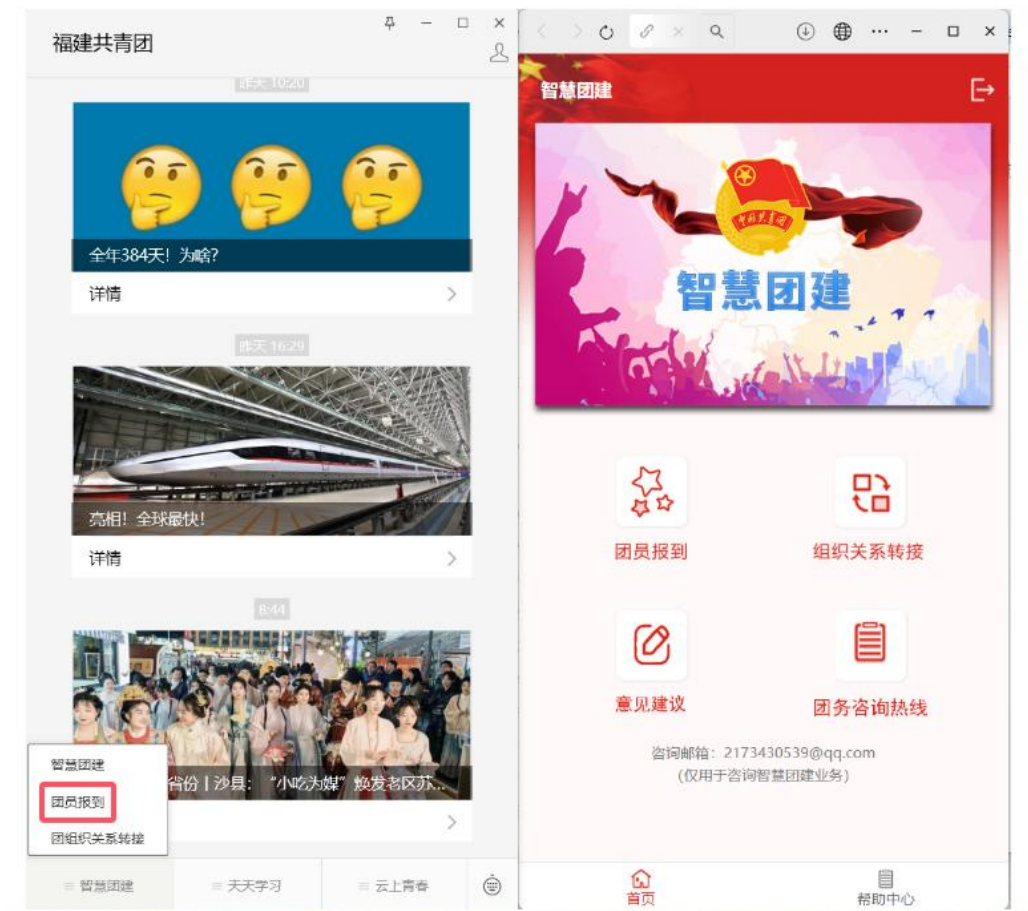 福建共青团
昨天 10:20
全年384天！为啥？
详情
昨天 16:29
亮相！全球最快！
详情
8:44
省份丨沙县：“小吃为媒”焕发老区苏...
智慧团建
团员报到
团组织关系转接
智慧团建
天天学习
云上青春
智慧团建
中国共青团
智慧团建
团员报到
组织关系转接
意见建议
团务咨询热线
咨询邮箱：2173430539@qq.com
(仅用于咨询智慧团建业务)
首页
帮助中心